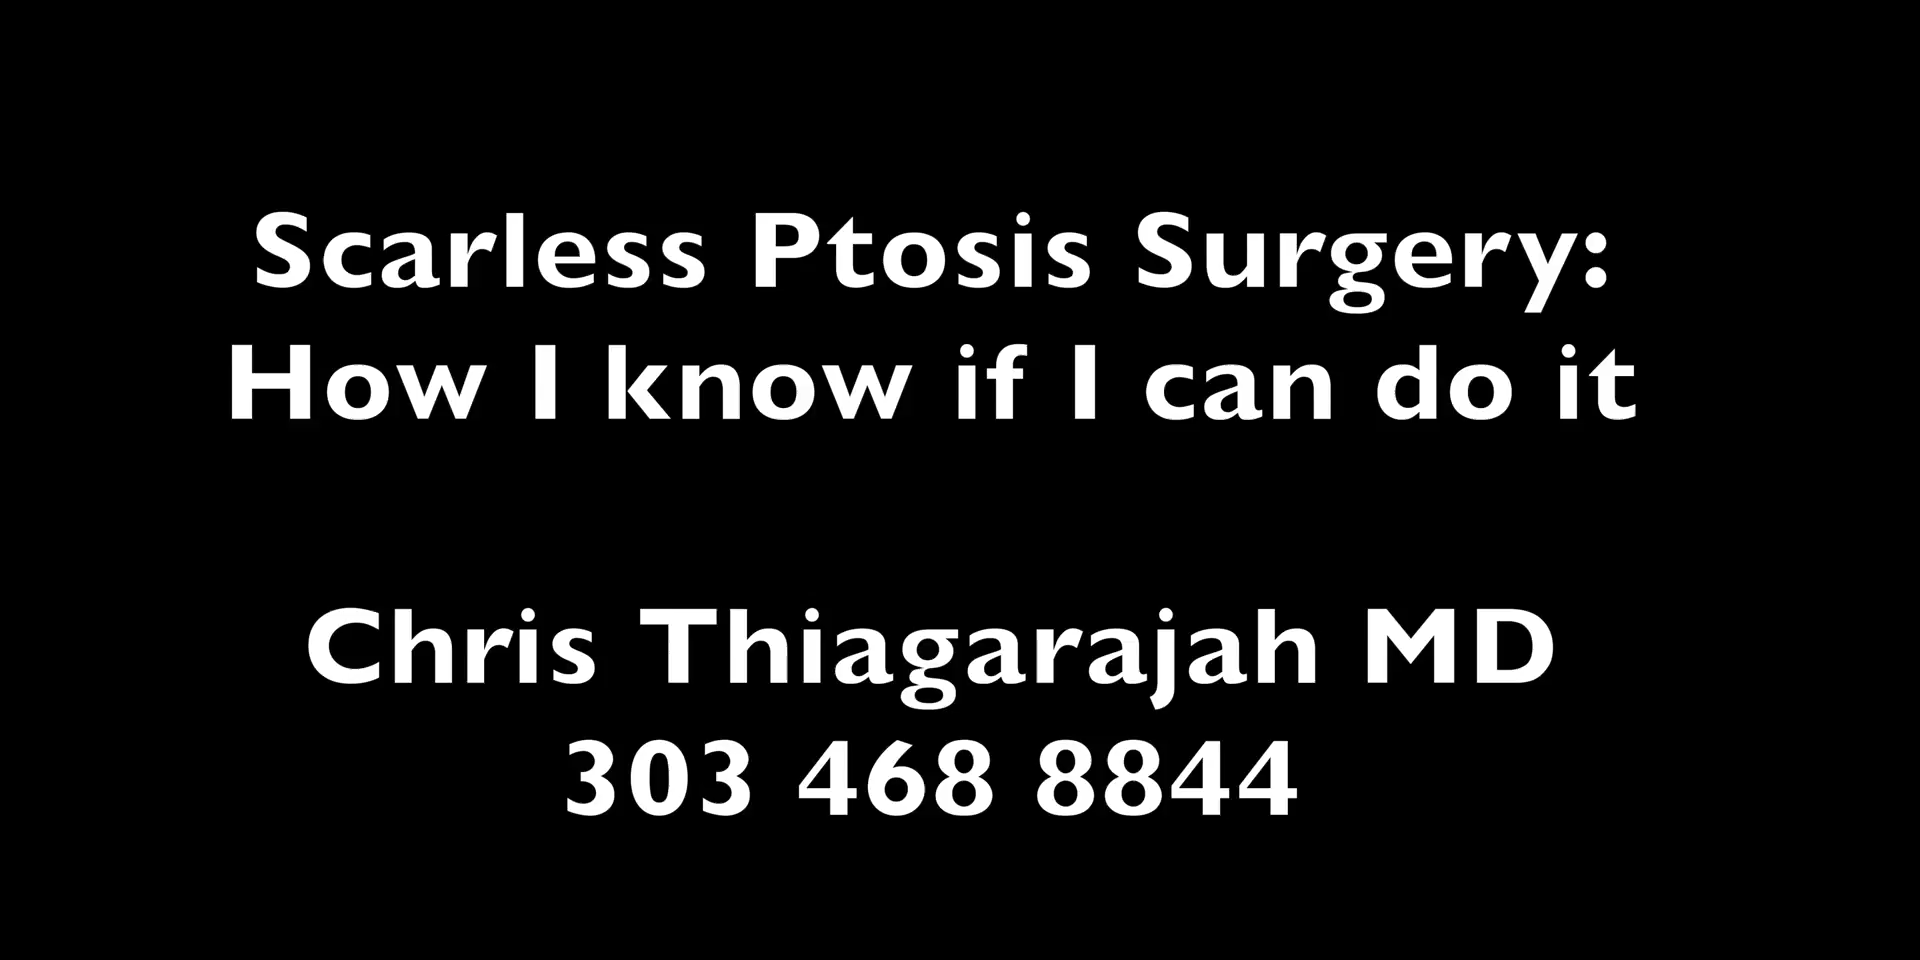 Scarless Ptosis Surgery:
How I know if I can do it
Chris Thiagarajah MD
303 468 8844